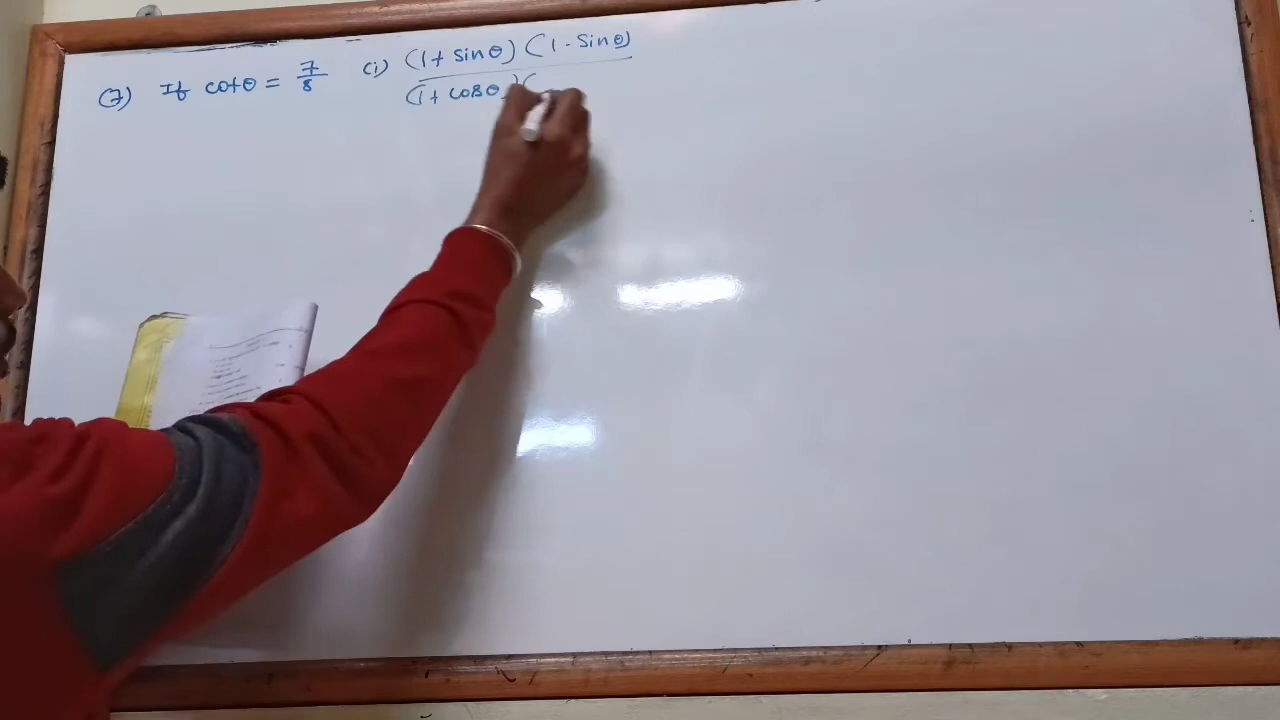 (7) If cotθ = 7/8 (i) (1 + sinθ) (1 - sinθ)
(1 + cosθ) (